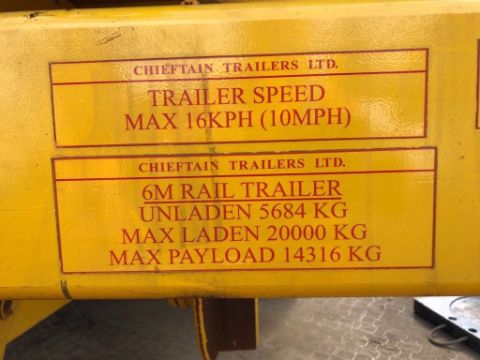 CHIEFTAIN TRAILERS LTD.
TRAILER SPEED
MAX 16KPH (10MPH)
CHIEFTAIN TRAILERS LTD.
6M RAIL TRAILER
UNLADEN 5684 KG
MAX LADEN 20000 KG
MAX PAYLOAD 14316 KG